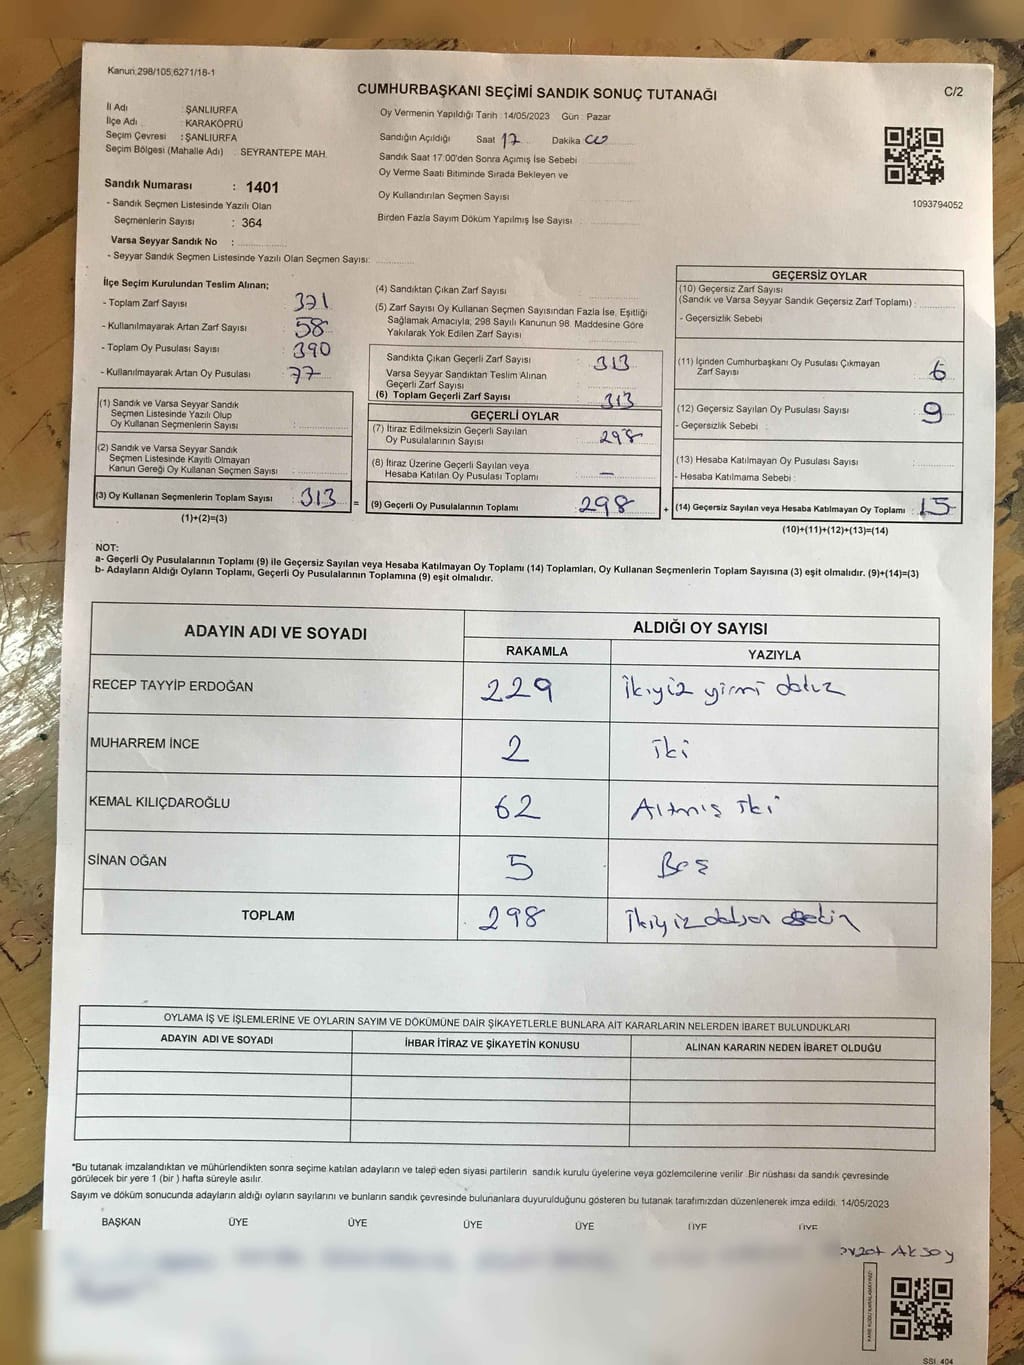 Kanun;298/105;6271/18-1
CUMHURBAŞKANI SEÇİMİ SANDIK SONUÇ TUTANAĞI
C/2
İl Adı : ŞANLIURFA
İlçe Adı : KARAKÖPRÜ
Seçim Çevresi : ŞANLIURFA
Seçim Bölgesi (Mahalle Adı) : SEYRANTEPE MAH.
Sandık Numarası : 1401
- Sandık Seçmen Listesinde Yazılı Olan
Seçmenlerin Sayısı : 364
Varsa Seyyar Sandık No :
- Seyyar Sandık Seçmen Listesinde Yazılı Olan Seçmen Sayısı:
Oy Vermenin Yapıldığı Tarih : 14/05/2023 Gün : Pazar
Sandığın Açıldığı Saat 17 Dakika 00
Sandık Saat 17:00'den Sonra Açımış İse Sebebi
Oy Verme Saati Bitiminde Sırada Bekleyen ve
Oy Kullandırılan Seçmen Sayısı
Birden Fazla Sayım Döküm Yapılmış İse Sayısı :
1093794052
İlçe Seçim Kurulundan Teslim Alınan;
- Toplam Zarf Sayısı : 371
- Kullanılmayarak Artan Zarf Sayısı : 58
- Toplam Oy Pusulası Sayısı : 390
- Kullanılmayarak Artan Oy Pusulası : 77
(1) Sandık ve Varsa Seyyar Sandık
Seçmen Listesinde Yazılı Olup
Oy Kullanan Seçmenlerin Sayısı :
(2) Sandık ve Varsa Seyyar Sandık
Seçmen Listesinde Kayıtlı Olmayan
Kanun Gereği Oy Kullanan Seçmen Sayısı :
(3) Oy Kullanan Seçmenlerin Toplam Sayısı : 313 =
(1)+(2)=(3)
(4) Sandıktan Çıkan Zarf Sayısı
(5) Zarf Sayısı Oy Kullanan Seçmen Sayısından Fazla İse, Eşitliği
Sağlamak Amacıyla; 298 Sayılı Kanunun 98. Maddesine Göre
Yakılarak Yok Edilen Zarf Sayısı
Sandıkta Çıkan Geçerli Zarf Sayısı : 313
Varsa Seyyar Sandıktan Teslim Alınan
Geçerli Zarf Sayısı
(6) Toplam Geçerli Zarf Sayısı : 313
GEÇERLİ OYLAR
(7) İtiraz Edilmeksizin Geçerli Sayılan
Oy Pusulalarının Sayısı : 298
(8) İtiraz Üzerine Geçerli Sayılan veya
Hesaba Katılan Oy Pusulası Toplamı : —
(9) Geçerli Oy Pusulalarının Toplamı : 298 +
GEÇERSİZ OYLAR
(10) Geçersiz Zarf Sayısı
(Sandık ve Varsa Seyyar Sandık Geçersiz Zarf Toplamı) :
- Geçersizlik Sebebi :
(11) İçinden Cumhurbaşkanı Oy Pusulası Çıkmayan
Zarf Sayısı : 6
(12) Geçersiz Sayılan Oy Pusulası Sayısı : 9
- Geçersizlik Sebebi :
(13) Hesaba Katılmayan Oy Pusulası Sayısı :
- Hesaba Katılmama Sebebi :
(14) Geçersiz Sayılan veya Hesaba Katılmayan Oy Toplamı : 15
(10)+(11)+(12)+(13)=(14)
NOT:
a- Geçerli Oy Pusulalarının Toplamı (9) ile Geçersiz Sayılan veya Hesaba Katılmayan Oy Toplamı (14) Toplamları, Oy Kullanan Seçmenlerin Toplam Sayısına (3) eşit olmalıdır. (9)+(14)=(3)
b- Adayların Aldığı Oyların Toplamı, Geçerli Oy Pusulalarının Toplamına (9) eşit olmalıdır.
ADAYIN ADI VE SOYADI ALDIĞI OY SAYISI
RAKAMLA YAZIYLA
RECEP TAYYİP ERDOĞAN 229 İkiyüz yirmi dokuz
MUHARREM İNCE 2 iki
KEMAL KILIÇDAROĞLU 62 Altmış iki
SİNAN OĞAN 5 Beş
TOPLAM 298 İkiyüz doksan sekiz
OYLAMA İŞ VE İŞLEMLERİNE VE OYLARIN SAYIM VE DÖKÜMÜNE DAİR ŞİKAYETLERLE BUNLARA AİT KARARLARIN NELERDEN İBARET BULUNDUKLARI
ADAYIN ADI VE SOYADI İHBAR İTİRAZ VE ŞİKAYETİN KONUSU ALINAN KARARIN NEDEN İBARET OLDUĞU
*Bu tutanak imzalandıktan ve mühürlendikten sonra seçime katılan adayların ve talep eden siyasi partilerin sandık kurulu üyelerine veya gözlemcilerine verilir. Bir nüshası da sandık çevresinde
görülecek bir yere 1 (bir ) hafta süreyle asılır.
Sayım ve döküm sonucunda adayların aldığı oyların sayılarını ve bunların sandık çevresinde bulunanlara duyurulduğunu gösteren bu tutanak tarafımızdan düzenlenerek imza edildi. 14/05/2023
BAŞKAN ÜYE ÜYE ÜYE ÜYE ÜYE ÜYE
Aksoy
SSI: 404